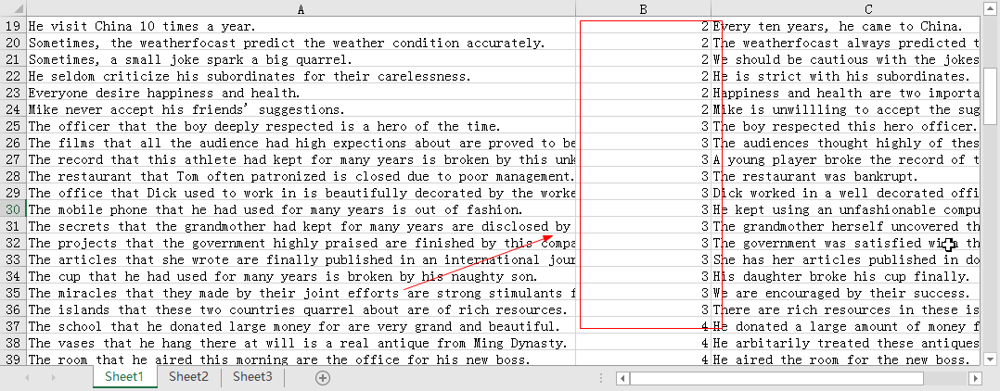 A B C
19 He visit China 10 times a year. 2 Every ten years, he came to China.
20 Sometimes, the weatherfocast predict the weather condition accurately. 2 The weatherfocast always predicted t
21 Sometimes, a small joke spark a big quarrel. 2 We should be cautious with the jokes
22 He seldom criticize his subordinates for their carelessness. 2 He is strict with his subordinates.
23 Everyone desire happiness and health. 2 Happiness and health are two importa
24 Mike never accept his friends' suggestions. 2 Mike is unwillling to accept the sug
25 The officer that the boy deeply respected is a hero of the time. 3 The boy respected this hero officer.
26 The films that all the audience had high expections about are proved to be 3 The audiences thought highly of thes
27 The record that this athlete had kept for many years is broken by this unk 3 A young player broke the record of t
28 The restaurant that Tom often patronized is closed due to poor management. 3 The restaurant was bankrupt.
29 The office that Dick used to work in is beautifully decorated by the worke 3 Dick worked in a well decorated offi
30 The mobile phone that he had used for many years is out of fashion. 3 He kept using an unfashionable compu
31 The secrets that the grandmother had kept for many years are disclosed by 3 The grandmother herself uncovered th
32 The projects that the government highly praised are finished by this compa 3 The government was satisfied with th
33 The articles that she wrote are finally published in an international jour 3 She has her articles published in do
34 The cup that he had used for many years is broken by his naughty son. 3 His daughter broke his cup finally.
35 The miracles that they made by their joint efforts are strong stimulants f 3 We are encouraged by their success.
36 The islands that these two countries quarrel about are of rich resources. 3 There are rich resources in these is
37 The school that he donated large money for are very grand and beautiful. 4 He donated a large amount of money f
38 The vases that he hang there at will is a real antique from Ming Dynasty. 4 He arbitarily treated these antiques
39 The room that he aired this morning are the office for his new boss. 4 He aired the room for the new boss.
Sheet1 Sheet2 Sheet3